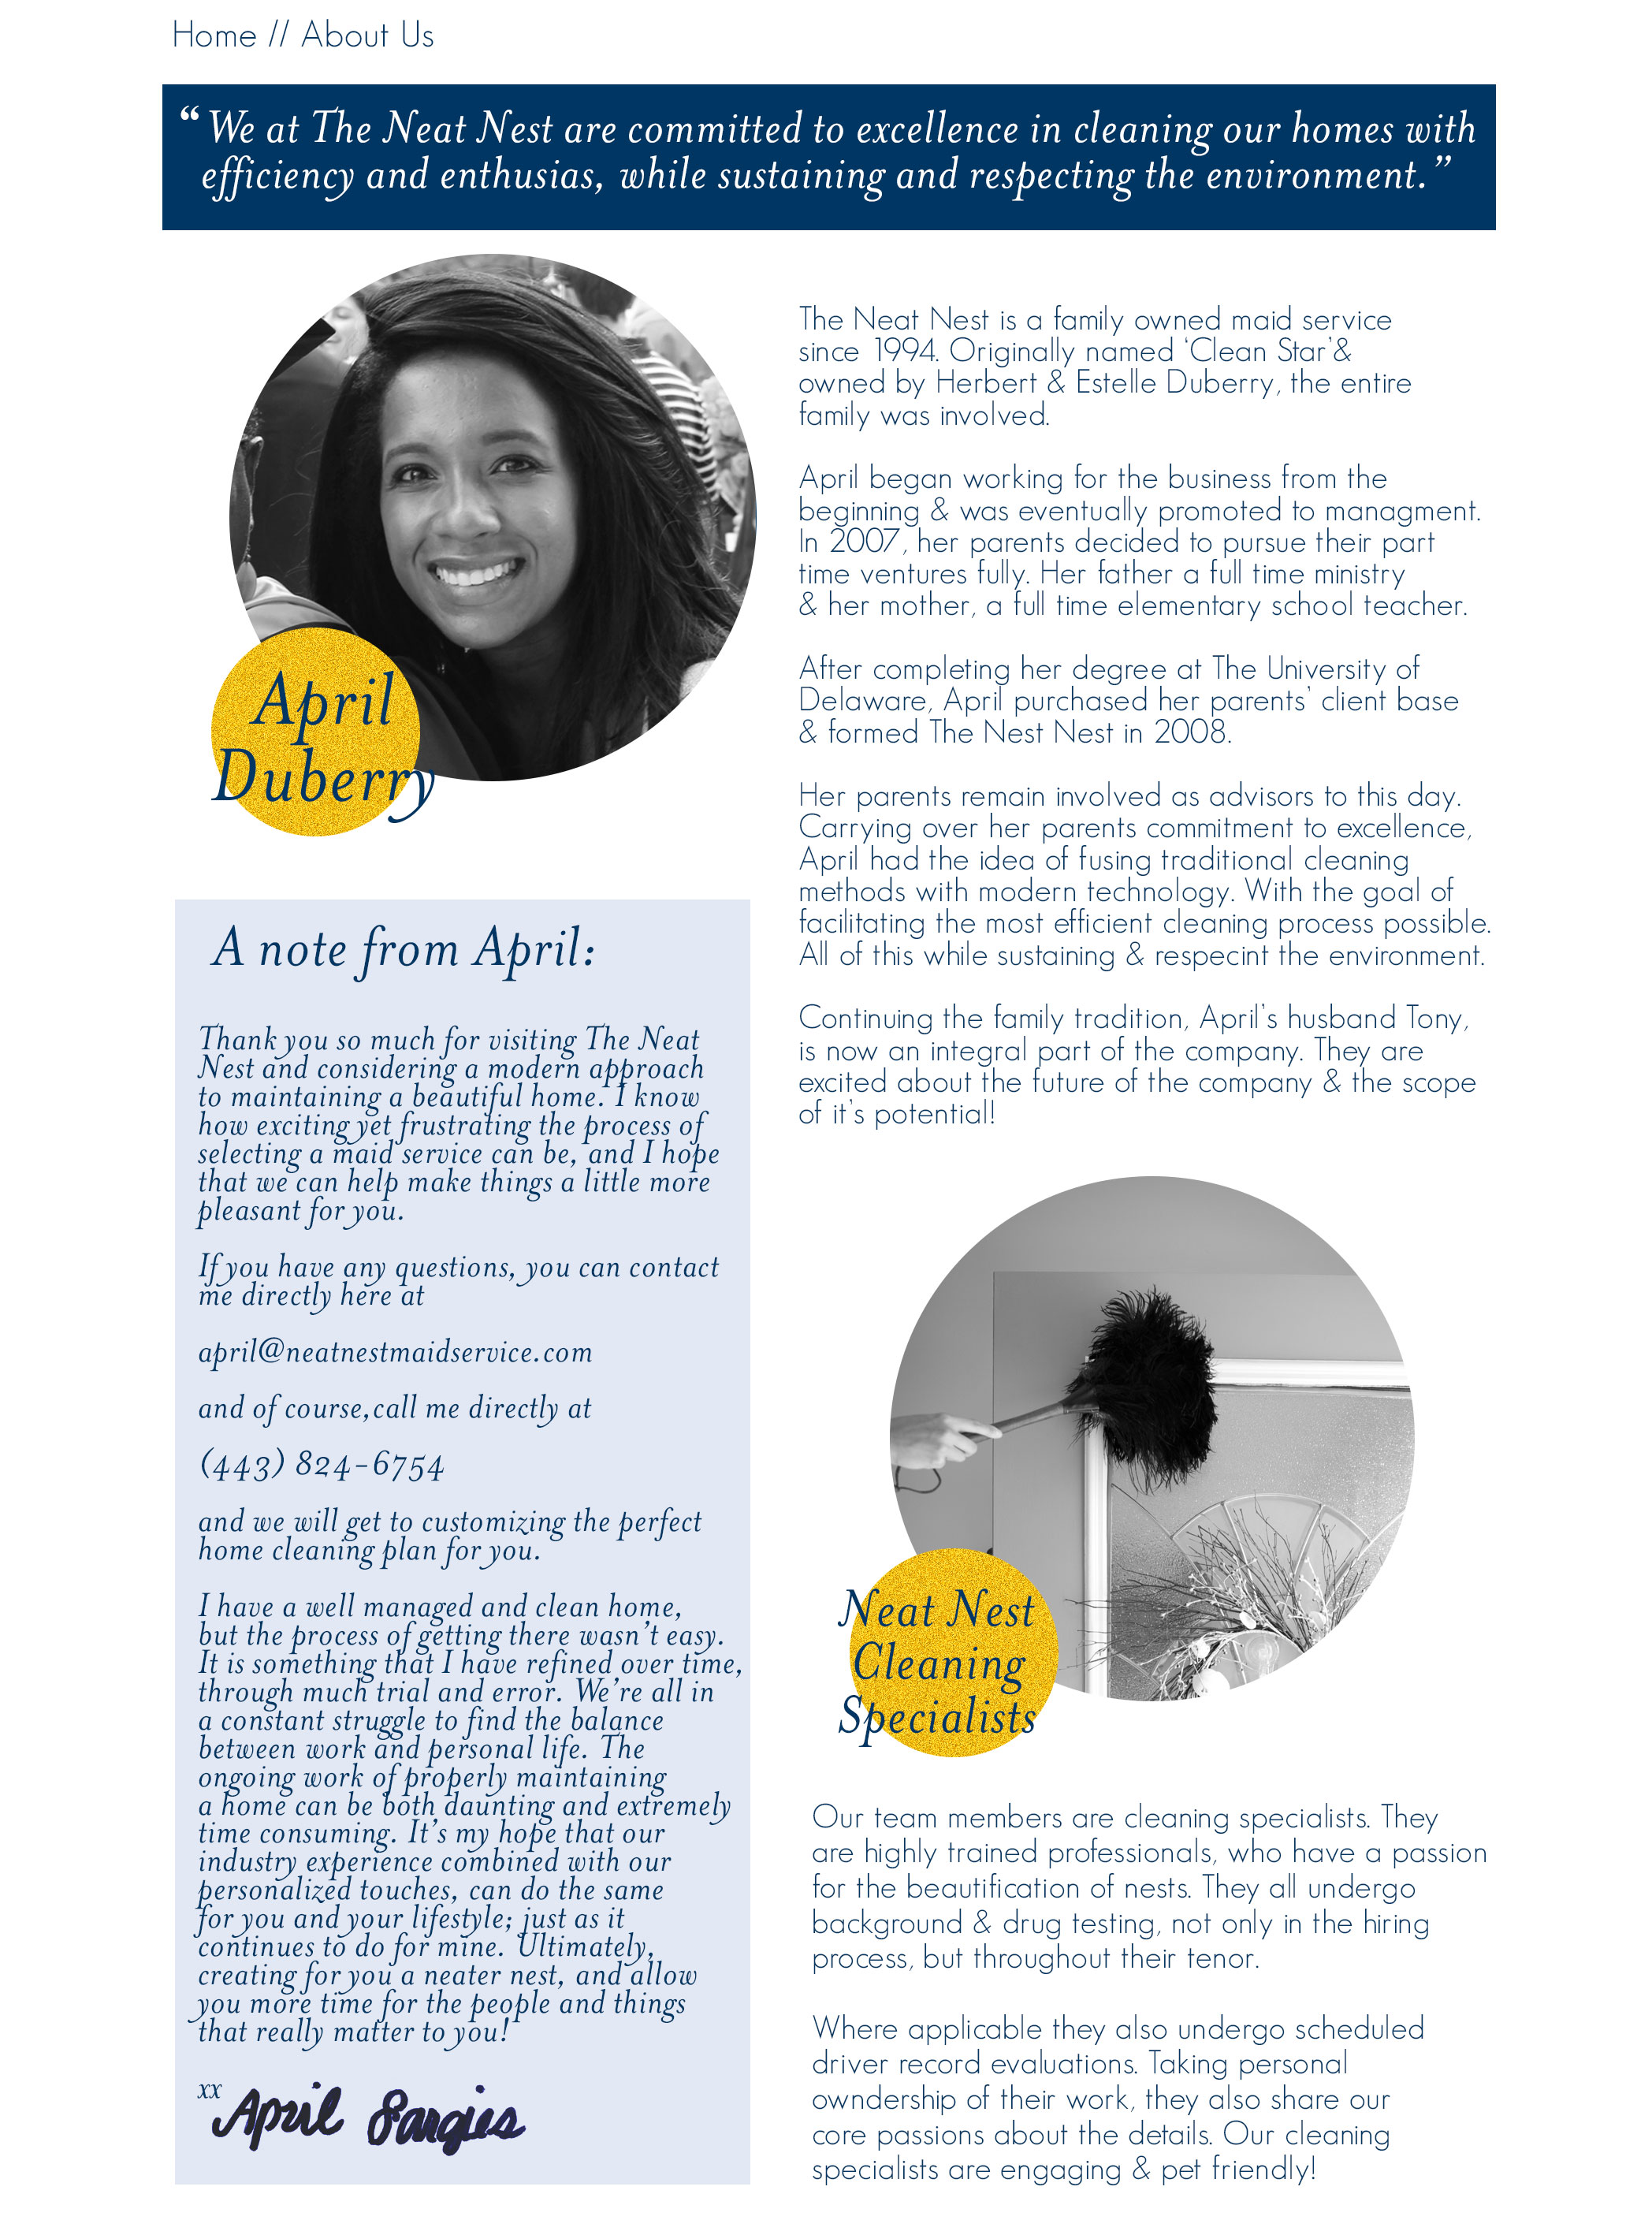 Home // About Us
“We at The Neat Nest are committed to excellence in cleaning our homes with
efficiency and enthusias, while sustaining and respecting the environment.”
April
Duberry
The Neat Nest is a family owned maid service
since 1994. Originally named ‘Clean Star’&
owned by Herbert & Estelle Duberry, the entire
family was involved.
April began working for the business from the
beginning & was eventually promoted to managment.
In 2007, her parents decided to pursue their part
time ventures fully. Her father a full time ministry
& her mother, a full time elementary school teacher.
After completing her degree at The University of
Delaware, April purchased her parents’ client base
& formed The Nest Nest in 2008.
Her parents remain involved as advisors to this day.
Carrying over her parents commitment to excellence,
April had the idea of fusing traditional cleaning
methods with modern technology. With the goal of
facilitating the most efficient cleaning process possible.
All of this while sustaining & respecint the environment.
Continuing the family tradition, April’s husband Tony,
is now an integral part of the company. They are
excited about the future of the company & the scope
of it’s potential!
A note from April:
Thank you so much for visiting The Neat
Nest and considering a modern approach
to maintaining a beautiful home. I know
how exciting yet frustrating the process of
selecting a maid service can be, and I hope
that we can help make things a little more
pleasant for you.
If you have any questions, you can contact
me directly here at
april@neatnestmaidservice.com
and of course,call me directly at
(443) 824-6754
and we will get to customizing the perfect
home cleaning plan for you.
I have a well managed and clean home,
but the process of getting there wasn’t easy.
It is something that I have refined over time,
through much trial and error. We’re all in
a constant struggle to find the balance
between work and personal life. The
ongoing work of properly maintaining
a home can be both daunting and extremely
time consuming. It’s my hope that our
industry experience combined with our
personalized touches, can do the same
for you and your lifestyle; just as it
continues to do for mine. Ultimately,
creating for you a neater nest, and allow
you more time for the people and things
that really matter to you!
xx
April
Neat Nest
Cleaning
Specialists
Our team members are cleaning specialists. They
are highly trained professionals, who have a passion
for the beautification of nests. They all undergo
background & drug testing, not only in the hiring
process, but throughout their tenor.
Where applicable they also undergo scheduled
driver record evaluations. Taking personal
owndership of their work, they also share our
core passions about the details. Our cleaning
specialists are engaging & pet friendly!